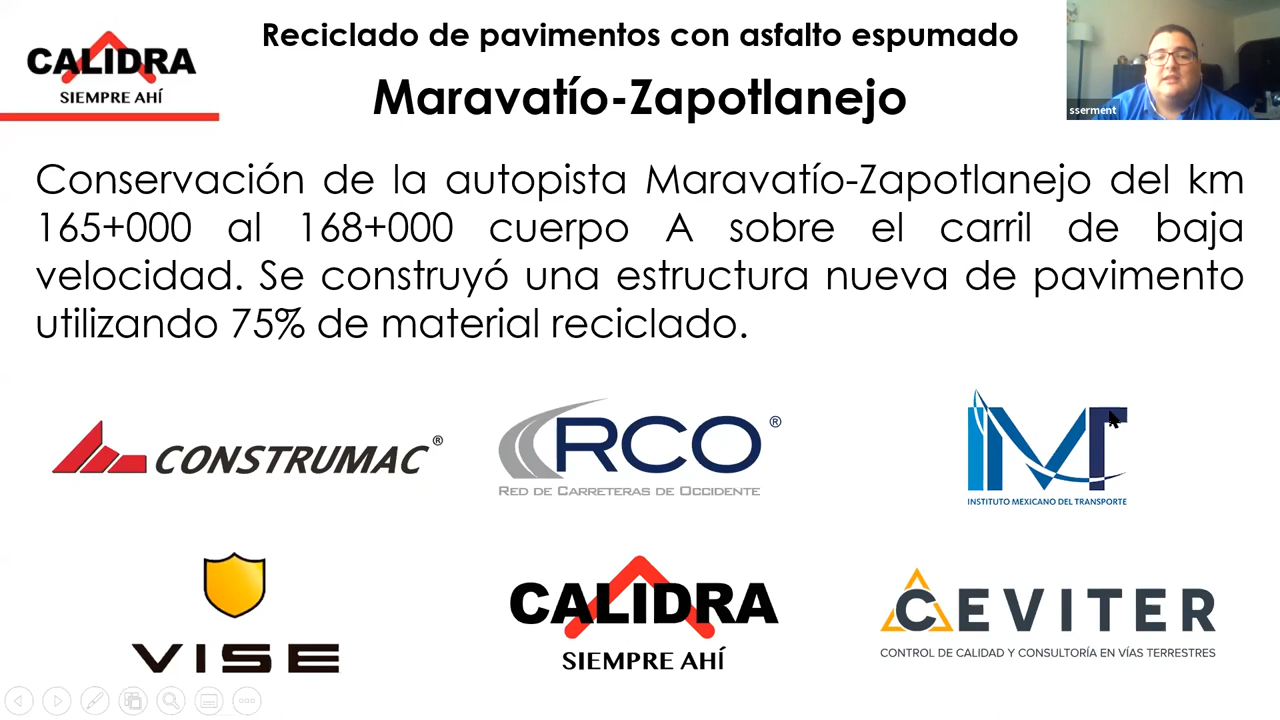 CALIDRA
SIEMPRE AHÍ
Reciclado de pavimentos con asfalto espumado
Maravatío-Zapotlanejo
sserment
Conservación de la autopista Maravatío-Zapotlanejo del km
165+000 al 168+000 cuerpo A sobre el carril de baja
velocidad. Se construyó una estructura nueva de pavimento
utilizando 75% de material reciclado.
CONSTRUMAC®
RCO®
RED DE CARRETERAS DE OCCIDENTE
IMT
INSTITUTO MEXICANO DEL TRANSPORTE
VISE
CALIDRA
SIEMPRE AHÍ
CEVITER
CONTROL DE CALIDAD Y CONSULTORÍA EN VÍAS TERRESTRES